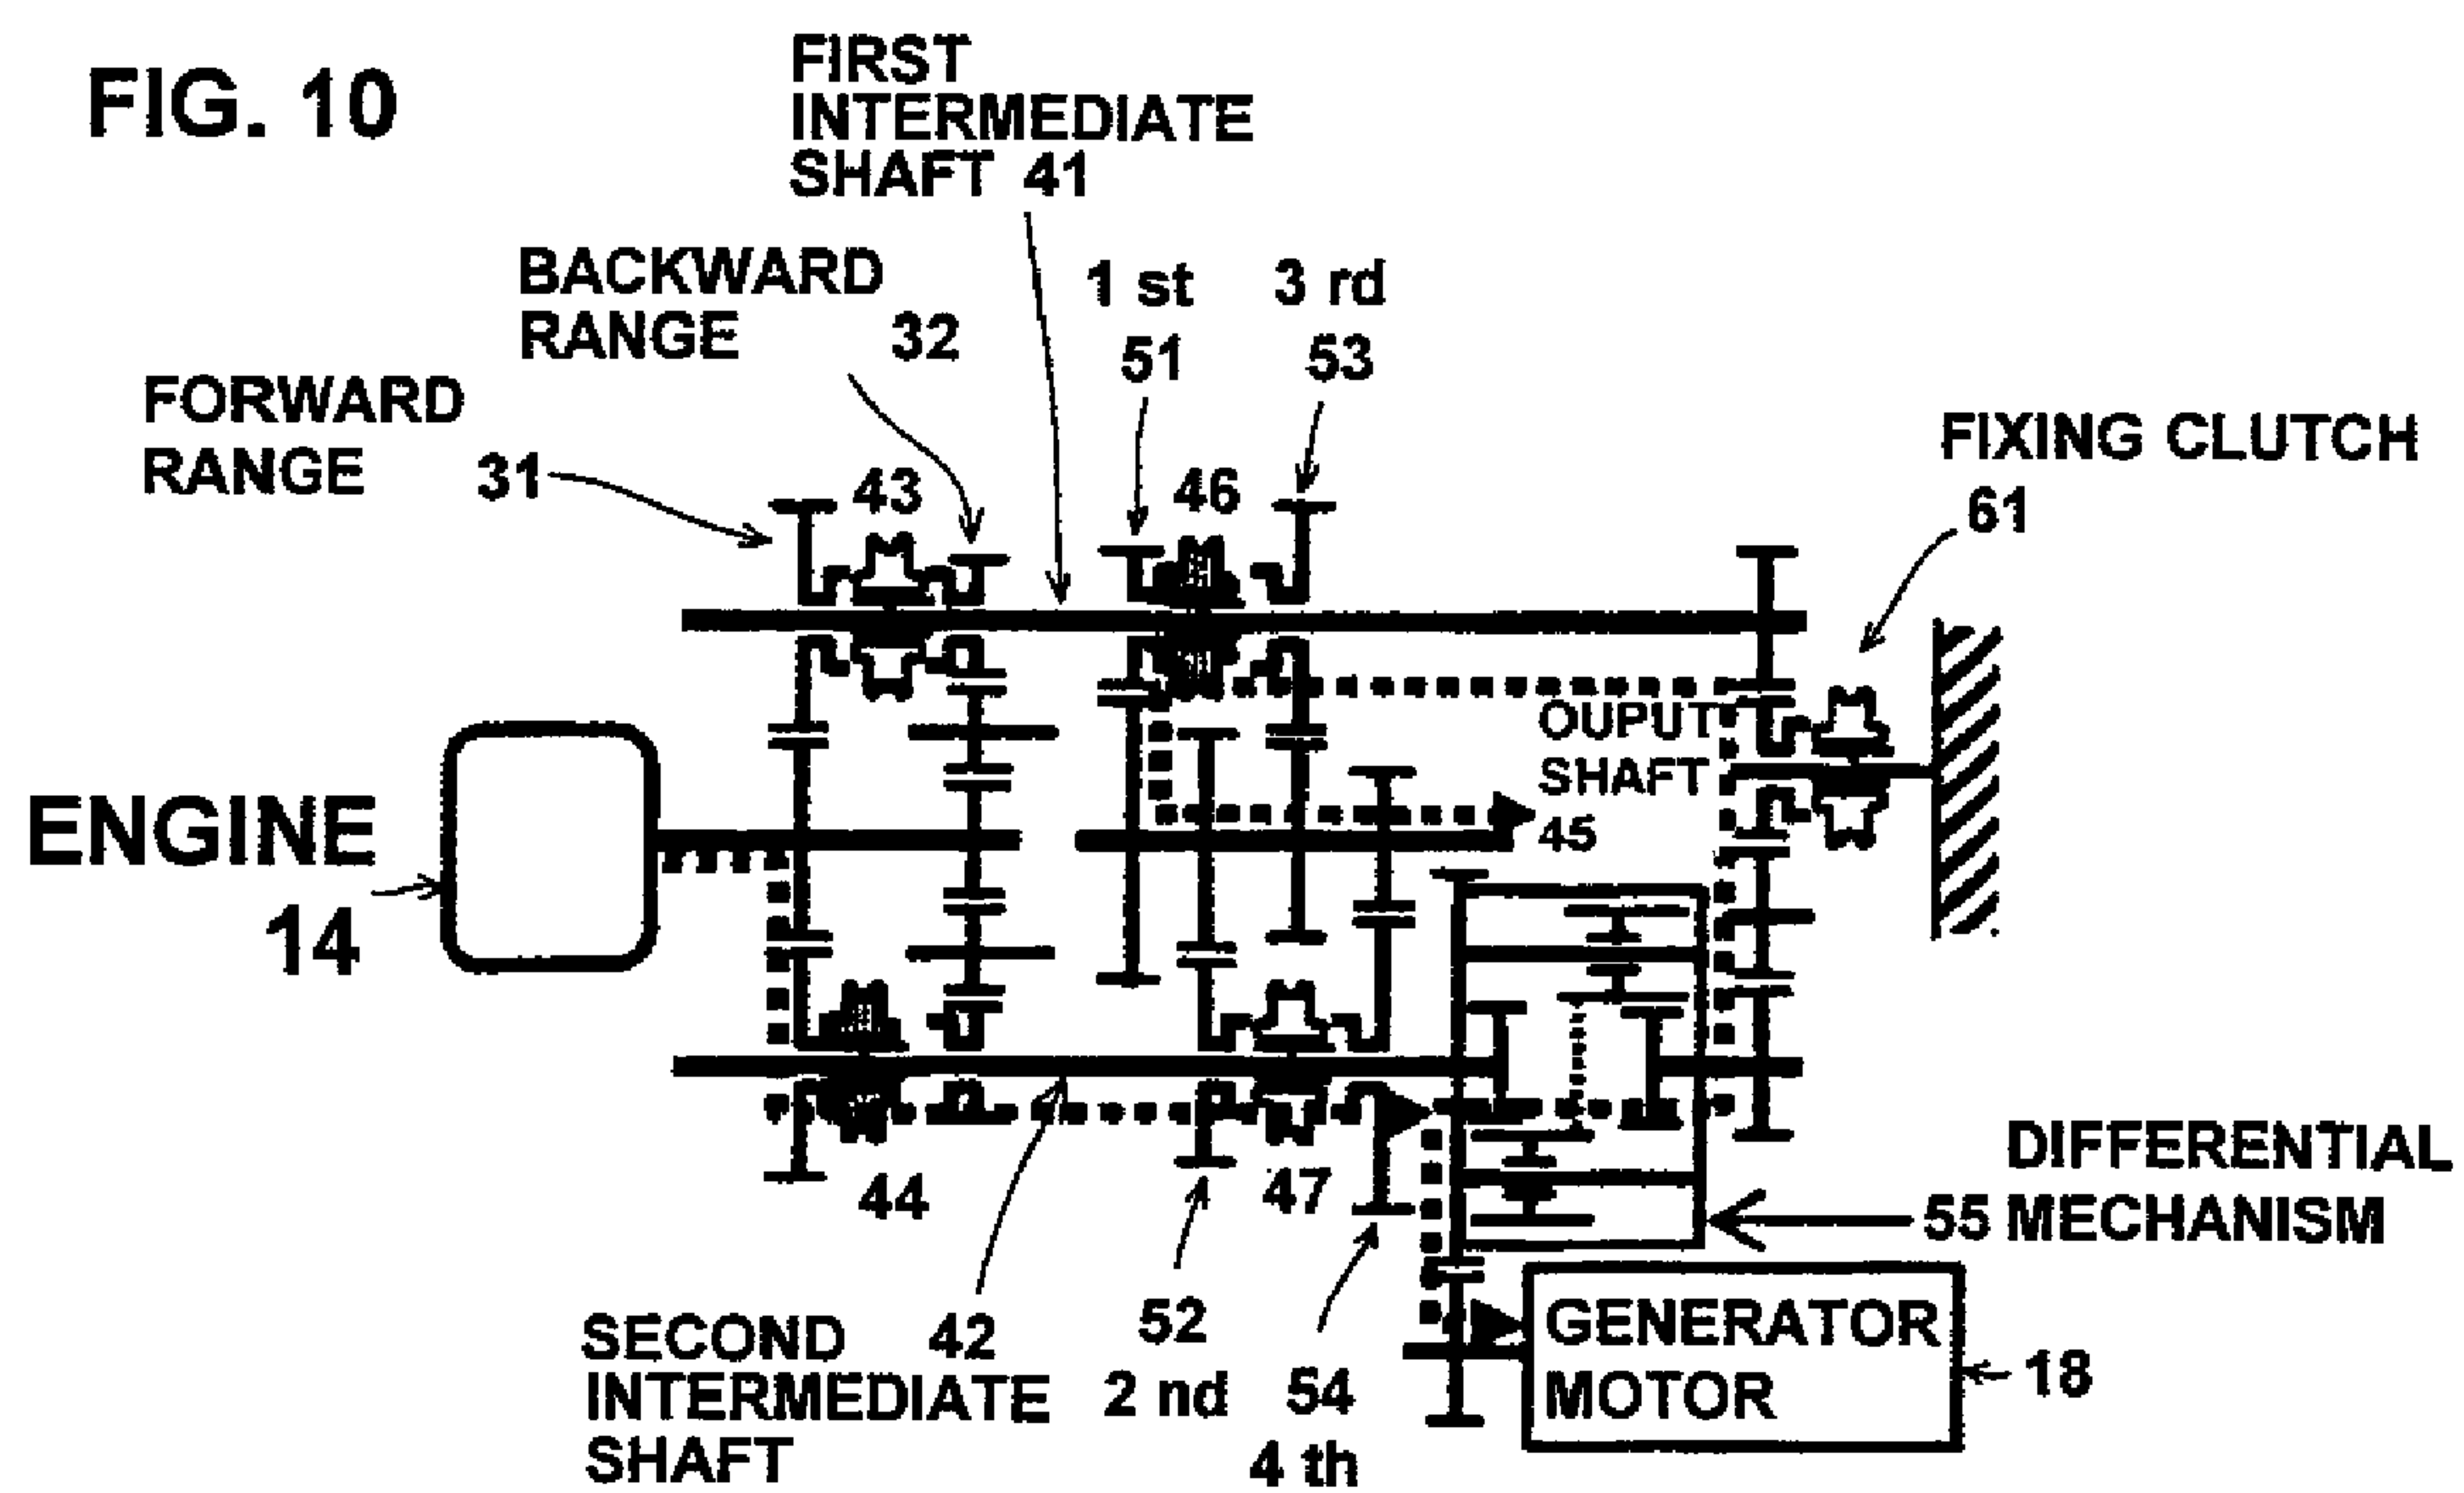 FIG. 10
FIRST
INTERMEDIATE
SHAFT 41
BACKWARD
RANGE 32
1 st
51
3 rd
53
FORWARD
RANGE 31
43
46
FIXING CLUTCH
61
OUPUT
SHAFT
45
ENGINE
14
44
47
DIFFERENTIAL
55 MECHANISM
SECOND 42
INTERMEDIATE
SHAFT
52
2 nd
54
4 th
GENERATOR
MOTOR
18